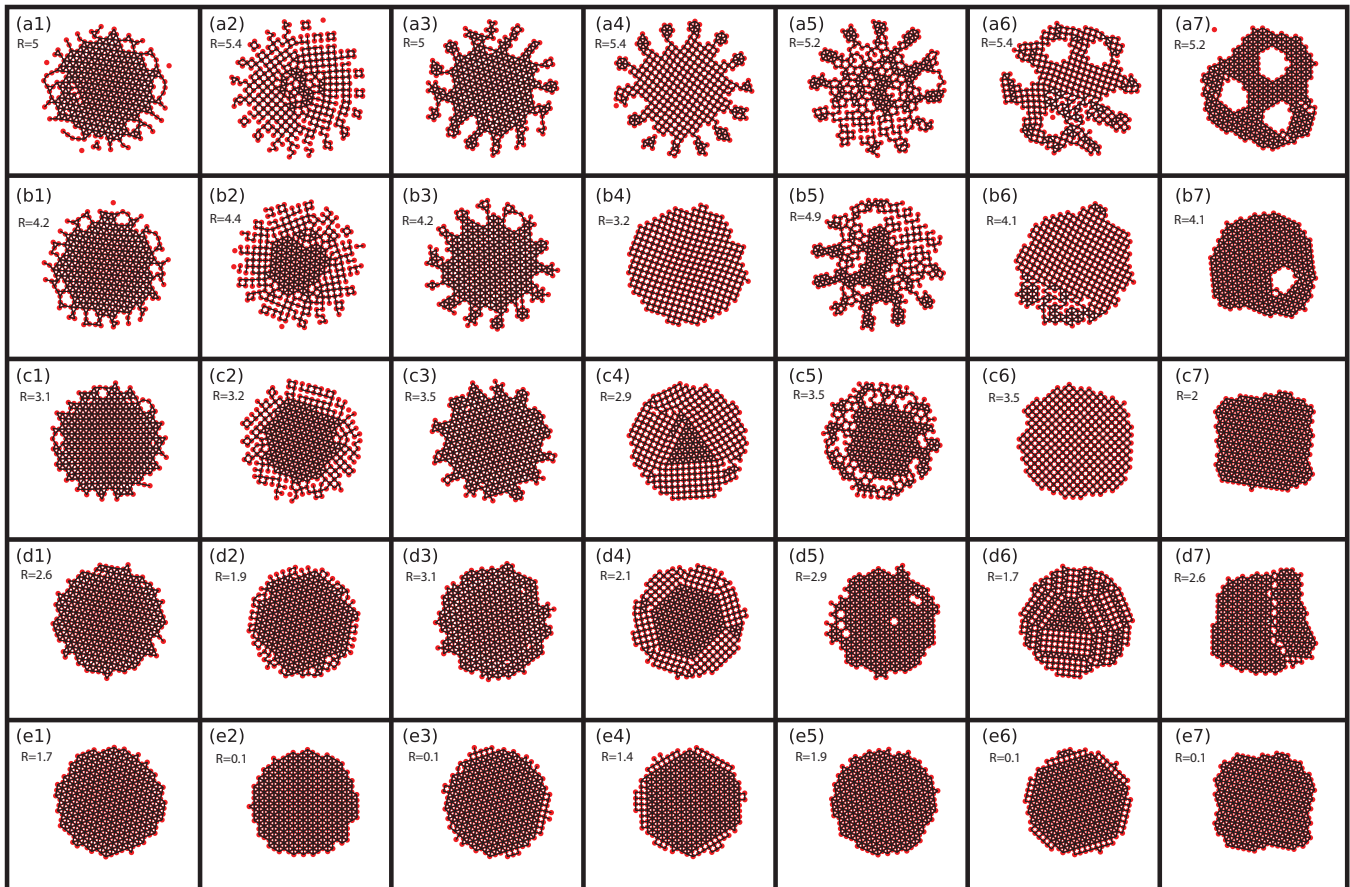 (a1)
R=5
(a2)
R=5.4
(a3)
R=5
(a4)
R=5.4
(a5)
R=5.2
(a6)
R=5.4
(a7)
R=5.2
(b1)
R=4.2
(b2)
R=4.4
(b3)
R=4.2
(b4)
R=3.2
(b5)
R=4.9
(b6)
R=4.1
(b7)
R=4.1
(c1)
R=3.1
(c2)
R=3.2
(c3)
R=3.5
(c4)
R=2.9
(c5)
R=3.5
(c6)
R=3.5
(c7)
R=2
(d1)
R=2.6
(d2)
R=1.9
(d3)
R=3.1
(d4)
R=2.1
(d5)
R=2.9
(d6)
R=1.7
(d7)
R=2.6
(e1)
R=1.7
(e2)
R=0.1
(e3)
R=0.1
(e4)
R=1.4
(e5)
R=1.9
(e6)
R=0.1
(e7)
R=0.1